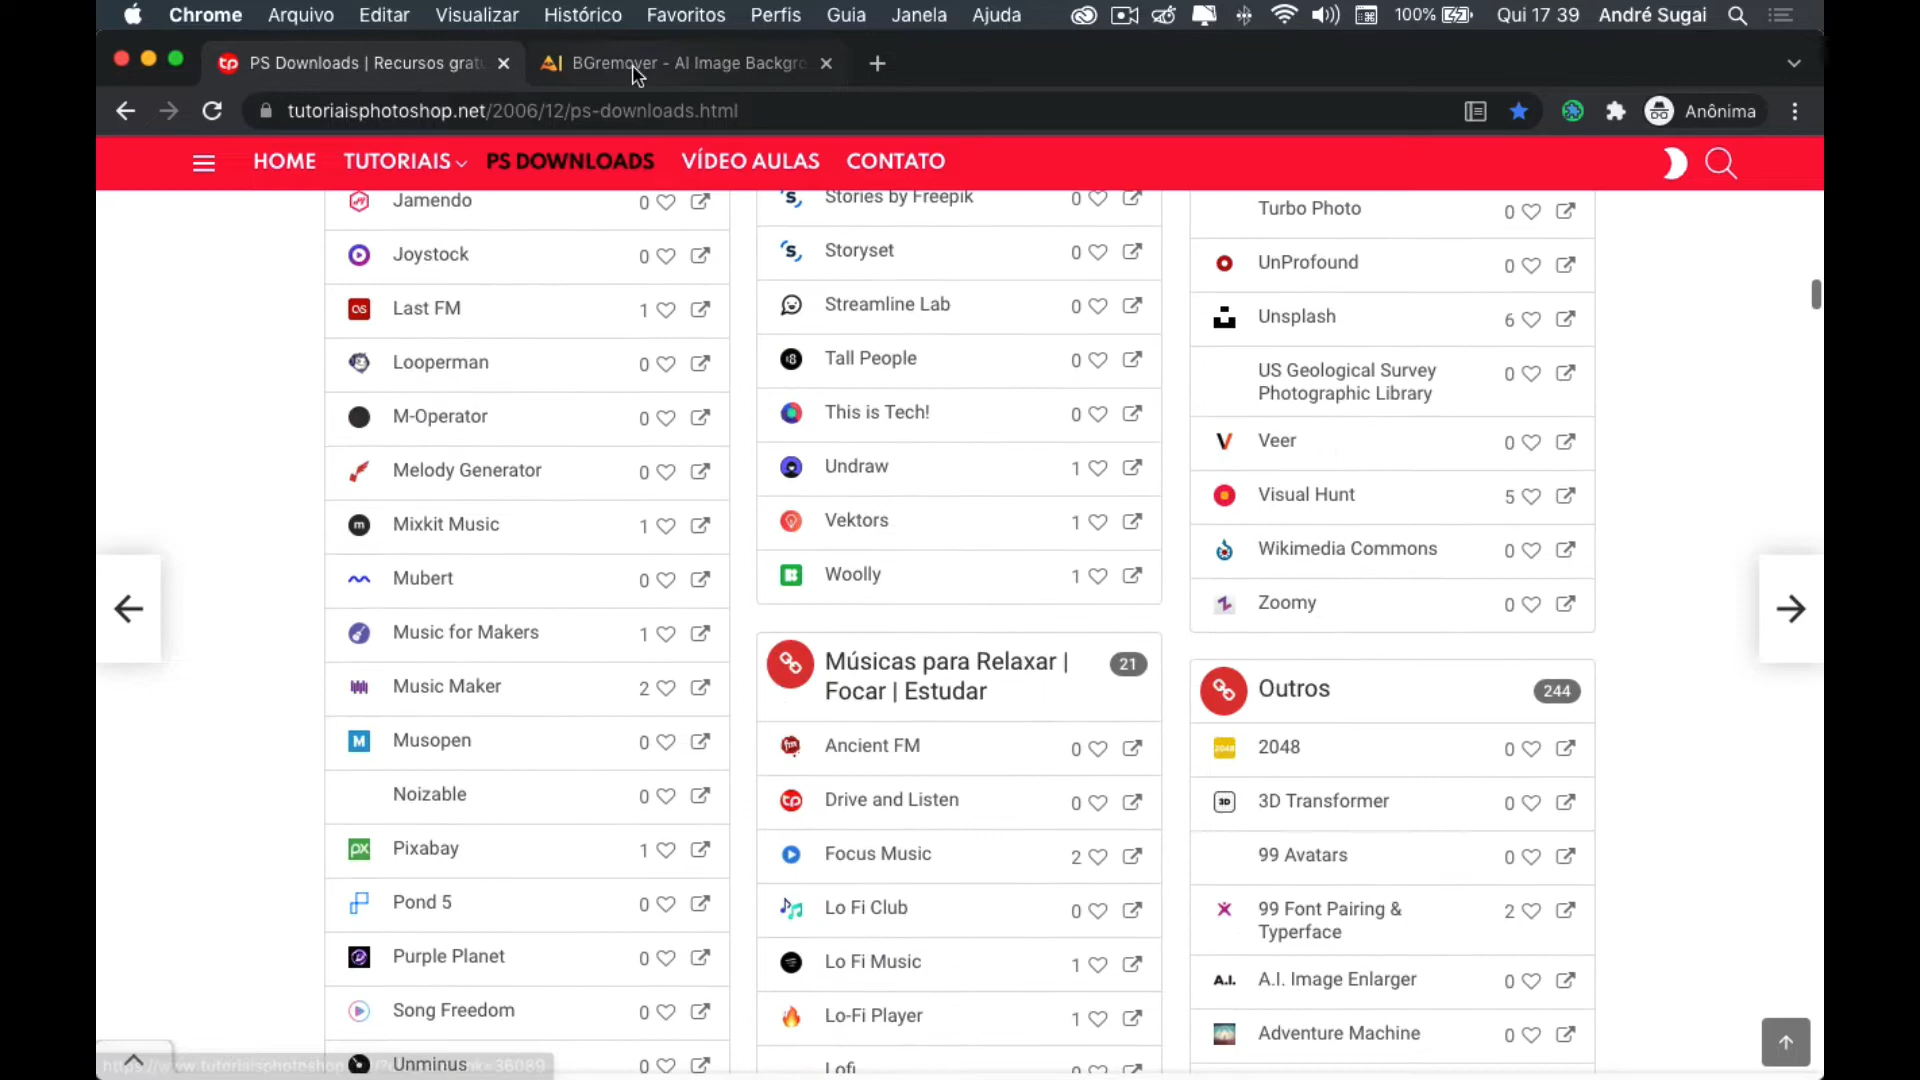 Chrome Arquivo Editar Visualizar Histórico Favoritos Perfis Guia Janela Ajuda 100% Qui 17 39 André Sugai
tp PS Downloads | Recursos gratu BGremover - AI Image Backgro
tutoriaisphotoshop.net/2006/12/ps-downloads.html Anônima
HOME TUTORIAIS PS DOWNLOADS VÍDEO AULAS CONTATO
Jamendo 0
Joystock 0
Last FM 1
Looperman 0
M-Operator 0
Melody Generator 0
Mixkit Music 1
Mubert 0
Music for Makers 1
Music Maker 2
Musopen 0
Noizable 0
Pixabay 1
Pond 5 0
Purple Planet 0
Song Freedom 0
Unminus 0
Stories by Freepik 0
Storyset 0
Streamline Lab 0
Tall People 0
This is Tech! 0
Undraw 1
Vektors 1
Woolly 1
Músicas para Relaxar | 21
Focar | Estudar
Ancient FM 0
Drive and Listen 0
Focus Music 2
Lo Fi Club 0
Lo Fi Music 1
Lo-Fi Player 1
Lofi 0
Turbo Photo 0
UnProfound 0
Unsplash 6
US Geological Survey 0
Photographic Library
Veer 0
Visual Hunt 5
Wikimedia Commons 0
Zoomy 0
Outros 244
2048 0
3D Transformer 0
99 Avatars 0
99 Font Pairing & 2
Typerface
A.I. A.I. Image Enlarger 0
Adventure Machine 0